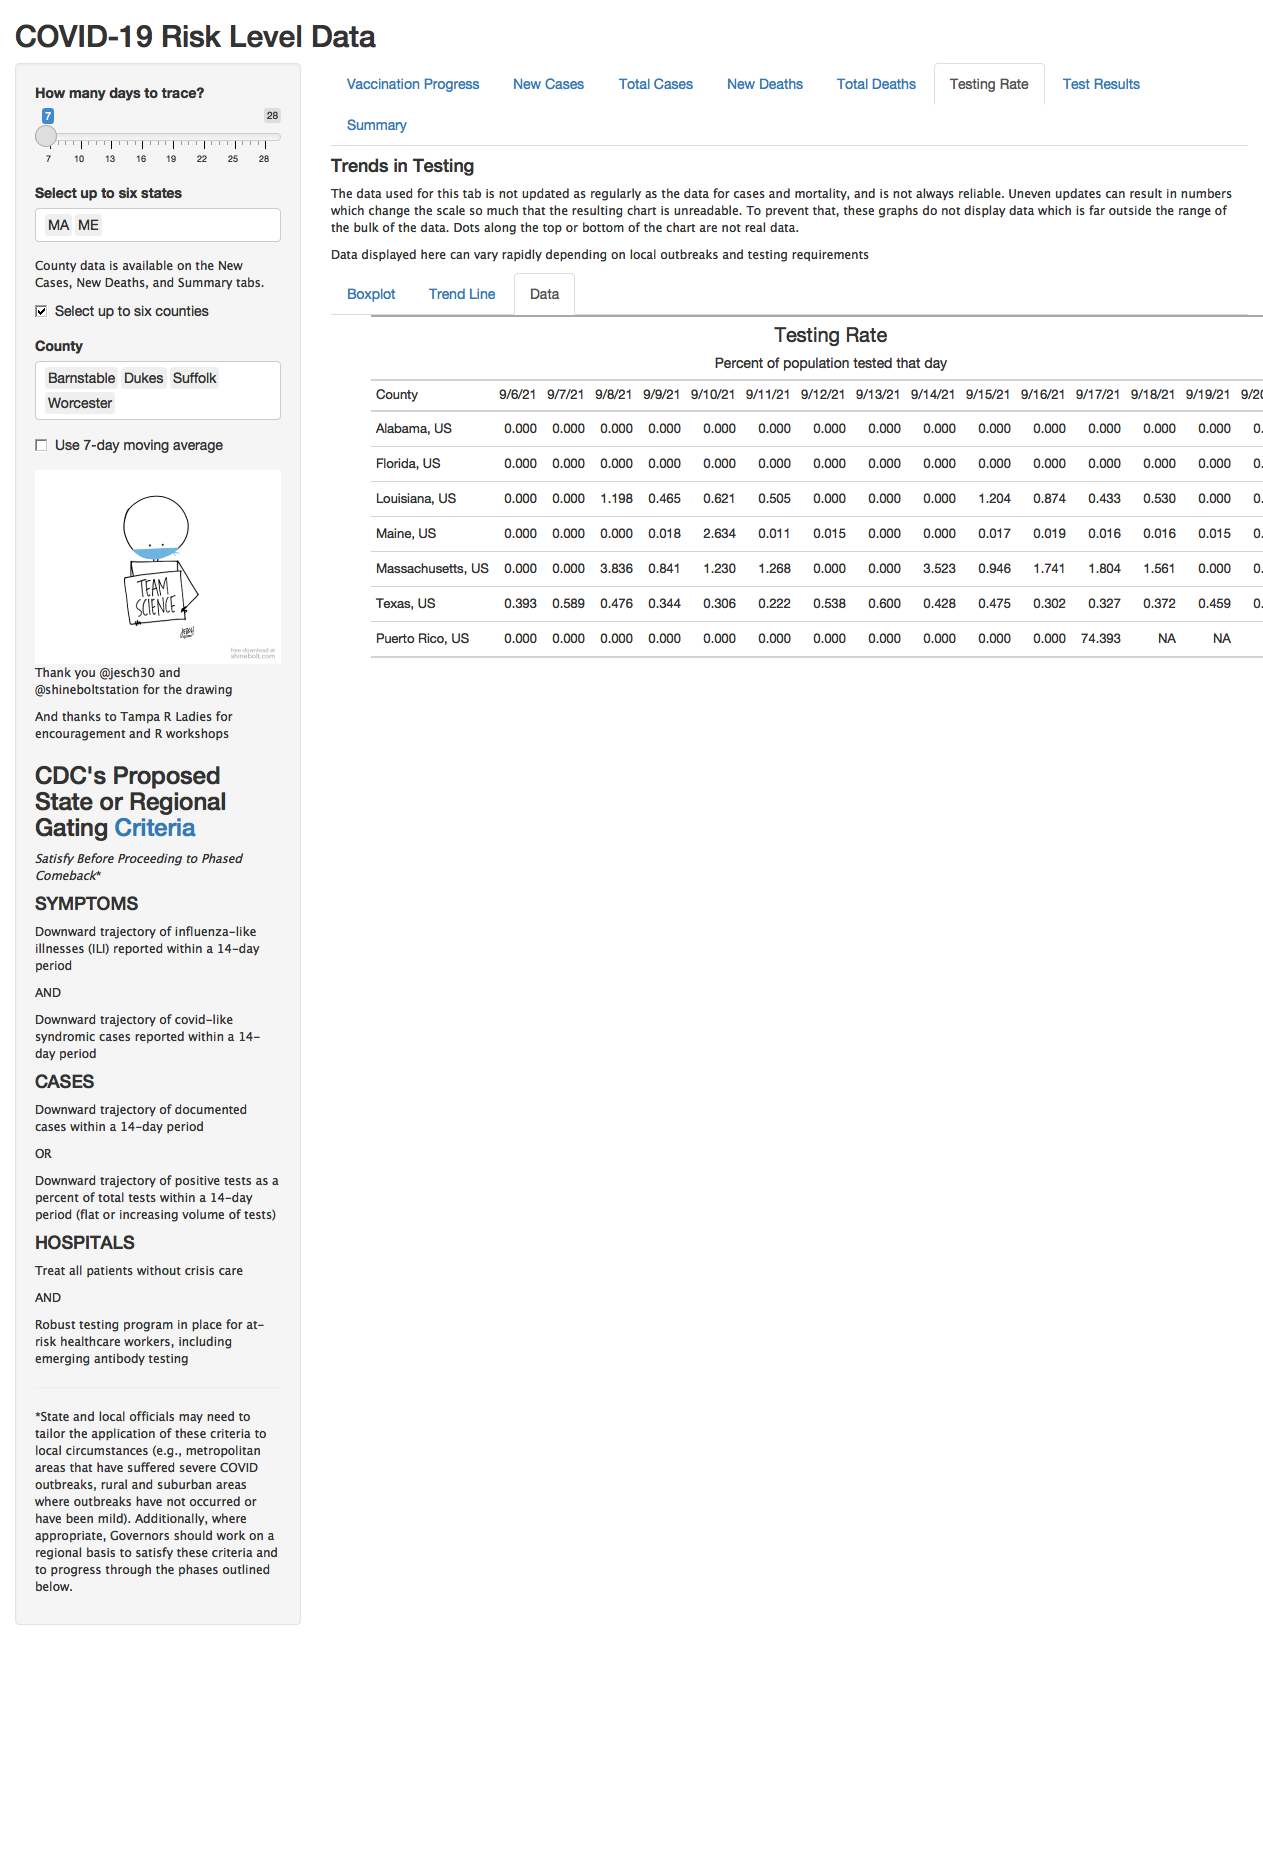 COVID-19 Risk Level Data
How many days to trace?
7 28
7 10 13 16 19 22 25 28
Select up to six states
MA ME
County data is available on the New
Cases, New Deaths, and Summary tabs.
Select up to six counties
County
Barnstable Dukes Suffolk
Worcester
Use 7-day moving average
TEAM
SCIENCE
free download at
shinebolt.com
Thank you @jesch30 and
@shineboltstation for the drawing
And thanks to Tampa R Ladies for
encouragement and R workshops
CDC's Proposed
State or Regional
Gating Criteria
Satisfy Before Proceeding to Phased
Comeback*
SYMPTOMS
Downward trajectory of influenza-like
illnesses (ILI) reported within a 14-day
period
AND
Downward trajectory of covid-like
syndromic cases reported within a 14-
day period
CASES
Downward trajectory of documented
cases within a 14-day period
OR
Downward trajectory of positive tests as a
percent of total tests within a 14-day
period (flat or increasing volume of tests)
HOSPITALS
Treat all patients without crisis care
AND
Robust testing program in place for at-
risk healthcare workers, including
emerging antibody testing
*State and local officials may need to
tailor the application of these criteria to
local circumstances (e.g., metropolitan
areas that have suffered severe COVID
outbreaks, rural and suburban areas
where outbreaks have not occurred or
have been mild). Additionally, where
appropriate, Governors should work on a
regional basis to satisfy these criteria and
to progress through the phases outlined
below.
Vaccination Progress New Cases Total Cases New Deaths Total Deaths Testing Rate Test Results
Summary
Trends in Testing
The data used for this tab is not updated as regularly as the data for cases and mortality, and is not always reliable. Uneven updates can result in numbers
which change the scale so much that the resulting chart is unreadable. To prevent that, these graphs do not display data which is far outside the range of
the bulk of the data. Dots along the top or bottom of the chart are not real data.
Data displayed here can vary rapidly depending on local outbreaks and testing requirements
Boxplot Trend Line Data
Testing Rate
Percent of population tested that day
County 9/6/21 9/7/21 9/8/21 9/9/21 9/10/21 9/11/21 9/12/21 9/13/21 9/14/21 9/15/21 9/16/21 9/17/21 9/18/21 9/19/21 9/20
Alabama, US 0.000 0.000 0.000 0.000 0.000 0.000 0.000 0.000 0.000 0.000 0.000 0.000 0.000 0.000 0.
Florida, US 0.000 0.000 0.000 0.000 0.000 0.000 0.000 0.000 0.000 0.000 0.000 0.000 0.000 0.000 0.
Louisiana, US 0.000 0.000 1.198 0.465 0.621 0.505 0.000 0.000 0.000 1.204 0.874 0.433 0.530 0.000 0.
Maine, US 0.000 0.000 0.000 0.018 2.634 0.011 0.015 0.000 0.000 0.017 0.019 0.016 0.016 0.015 0.
Massachusetts, US 0.000 0.000 3.836 0.841 1.230 1.268 0.000 0.000 3.523 0.946 1.741 1.804 1.561 0.000 0.
Texas, US 0.393 0.589 0.476 0.344 0.306 0.222 0.538 0.600 0.428 0.475 0.302 0.327 0.372 0.459 0.
Puerto Rico, US 0.000 0.000 0.000 0.000 0.000 0.000 0.000 0.000 0.000 0.000 0.000 74.393 NA NA